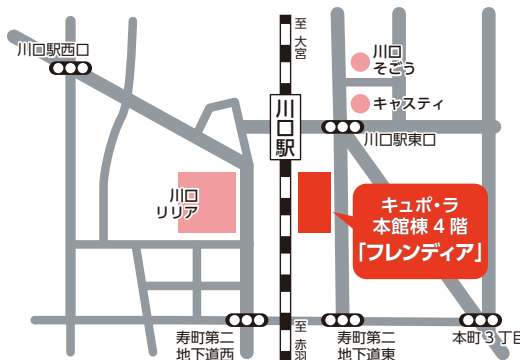 至
大
宮
川口駅西口
川口
そごう
キャスティ
川口駅
川口駅東口
川口
リリア
キュポ・ラ
本館棟 4 階
「フレンディア」
寿町第二
地下道西
至
赤
羽
寿町第二
地下道東
本町 3 丁目